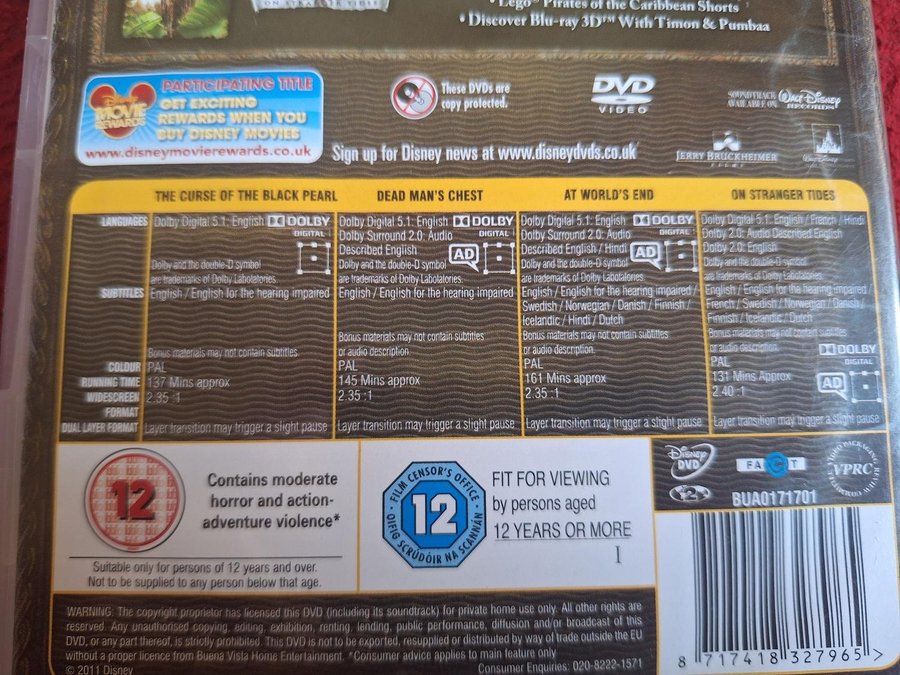 • Lego® Pirates of the Caribbean Shorts
• Discover Blu-ray 3D™ With Timon & Pumbaa
PARTICIPATING TITLE
Disney
MOVIE
REWARDS
GET EXCITING
REWARDS WHEN YOU
BUY DISNEY MOVIES
www.disneymovierewards.co.uk
These DVDs are
copy protected.
DVD
VIDEO
SOUNDTRACK
AVAILABLE ON
WALT DISNEY
RECORDS
Sign up for Disney news at www.disneydvds.co.uk
JERRY BRUCKHEIMER
FILMS
WALT DISNEY
THE CURSE OF THE BLACK PEARL
DEAD MAN'S CHEST
AT WORLD'S END
ON STRANGER TIDES
LANGUAGES
Dolby Digital 5.1: English
DOLBY
DIGITAL
Dolby and the double-D symbol
are trademarks of Dolby Labolatories.
Dolby Digital 5.1: English
DOLBY
DIGITAL
Dolby Surround 2.0: Audio
Described English
AD
Dolby and the double-D symbol
are trademarks of Dolby Labolatories.
Dolby Digital 5.1: English
DOLBY
DIGITAL
Dolby Surround 2.0: Audio
Described English / Hindi
AD
Dolby and the double-D symbol
are trademarks of Dolby Labolatories.
Dolby Digital 5.1: English / French / Hindi
Dolby 2.0: Audio Described English
Dolby 2.0: English
Dolby and the double-D symbol
are trademarks of Dolby Labolatories.
SUBTITLES
English / English for the hearing impaired
Bonus materials may not contain subtitles
English / English for the hearing impaired
Bonus materials may not contain subtitles
or audio description
English / English for the hearing impaired /
Swedish / Norwegian / Danish / Finnish /
Icelandic / Hindi / Dutch
Bonus materials may not contain subtitles
or audio description.
English / English for the hearing impaired /
French / Swedish / Norwegian / Danish /
Finnish / Icelandic / Dutch
Bonus materials may not contain subtitles
or audio description.
DOLBY
DIGITAL
AD
COLOUR
PAL
PAL
PAL
PAL
RUNNING TIME
137 Mins approx
145 Mins approx
161 Mins approx
131 Mins approx
WIDESCREEN
FORMAT
2.35 :1
2.35 :1
2.35 :1
2.40 :1
DUAL LAYER FORMAT
Layer transition may trigger a slight pause
Layer transition may trigger a slight pause
Layer transition may trigger a slight pause
Layer transition may trigger a slight pause
12
Contains moderate
horror and action-
adventure violence*
Suitable only for persons of 12 years and over.
Not to be supplied to any person below that age.
FILM CENSOR'S OFFICE
12
OIFIG SCRÚDÓIR NA SCANNÁN
FIT FOR VIEWING
by persons aged
12 YEARS OR MORE
I
Disney
DVD
2
FACT
VPRC
BUA0171701
8 717418 327965 >
WARNING: The copyright proprietor has licensed this DVD (including its soundtrack) for private home use only. All other rights are
reserved. Any unauthorised copying, editing, exhibition, renting, lending, public performance, diffusion and/or broadcast of this
DVD, or any part thereof, is strictly prohibited. This DVD is not to be exported, resupplied or distributed by way of trade outside the EU
without a proper licence from Buena Vista Home Entertainment. *Consumer advice applies to main feature only
© 2011 Disney
Consumer Enquiries: 020-8222-1571